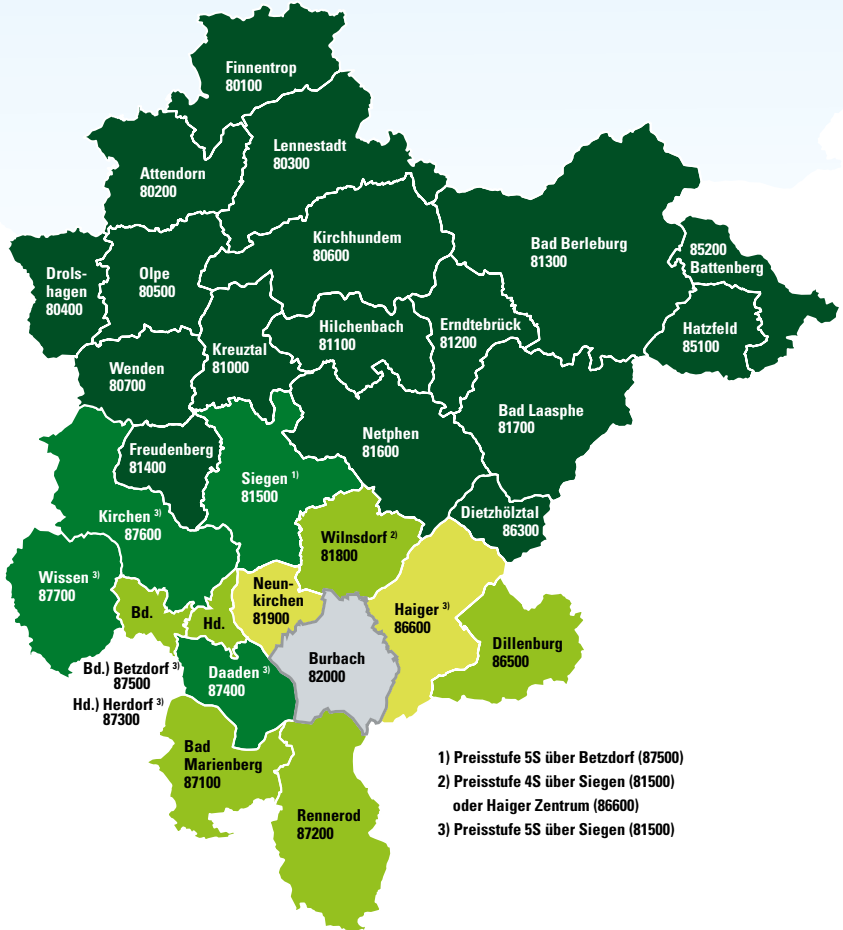 Finnentrop
80100
Lennestadt
80300
Attendorn
80200
Kirchhundem
80600
Bad Berleburg
81300
85200
Battenberg
Drols-
hagen
80400
Olpe
80500
Hilchenbach
81100
Erndtebrück
81200
Hatzfeld
85100
Kreuztal
81000
Wenden
80700
Bad Laasphe
81700
Netphen
81600
Freudenberg
81400
Siegen 1)
81500
Dietzhölztal
86300
Kirchen 3)
87600
Wilnsdorf 2)
81800
Wissen 3)
87700
Neun-
kirchen
81900
Haiger 3)
86600
Bd.
Hd.
Dillenburg
86500
Burbach
82000
Bd.) Betzdorf 3)
87500
Daaden 3)
87400
Hd.) Herdorf 3)
87300
Bad
Marienberg
87100
Rennerod
87200
1) Preisstufe 5S über Betzdorf (87500)
2) Preisstufe 4S über Siegen (81500)
oder Haiger Zentrum (86600)
3) Preisstufe 5S über Siegen (81500)